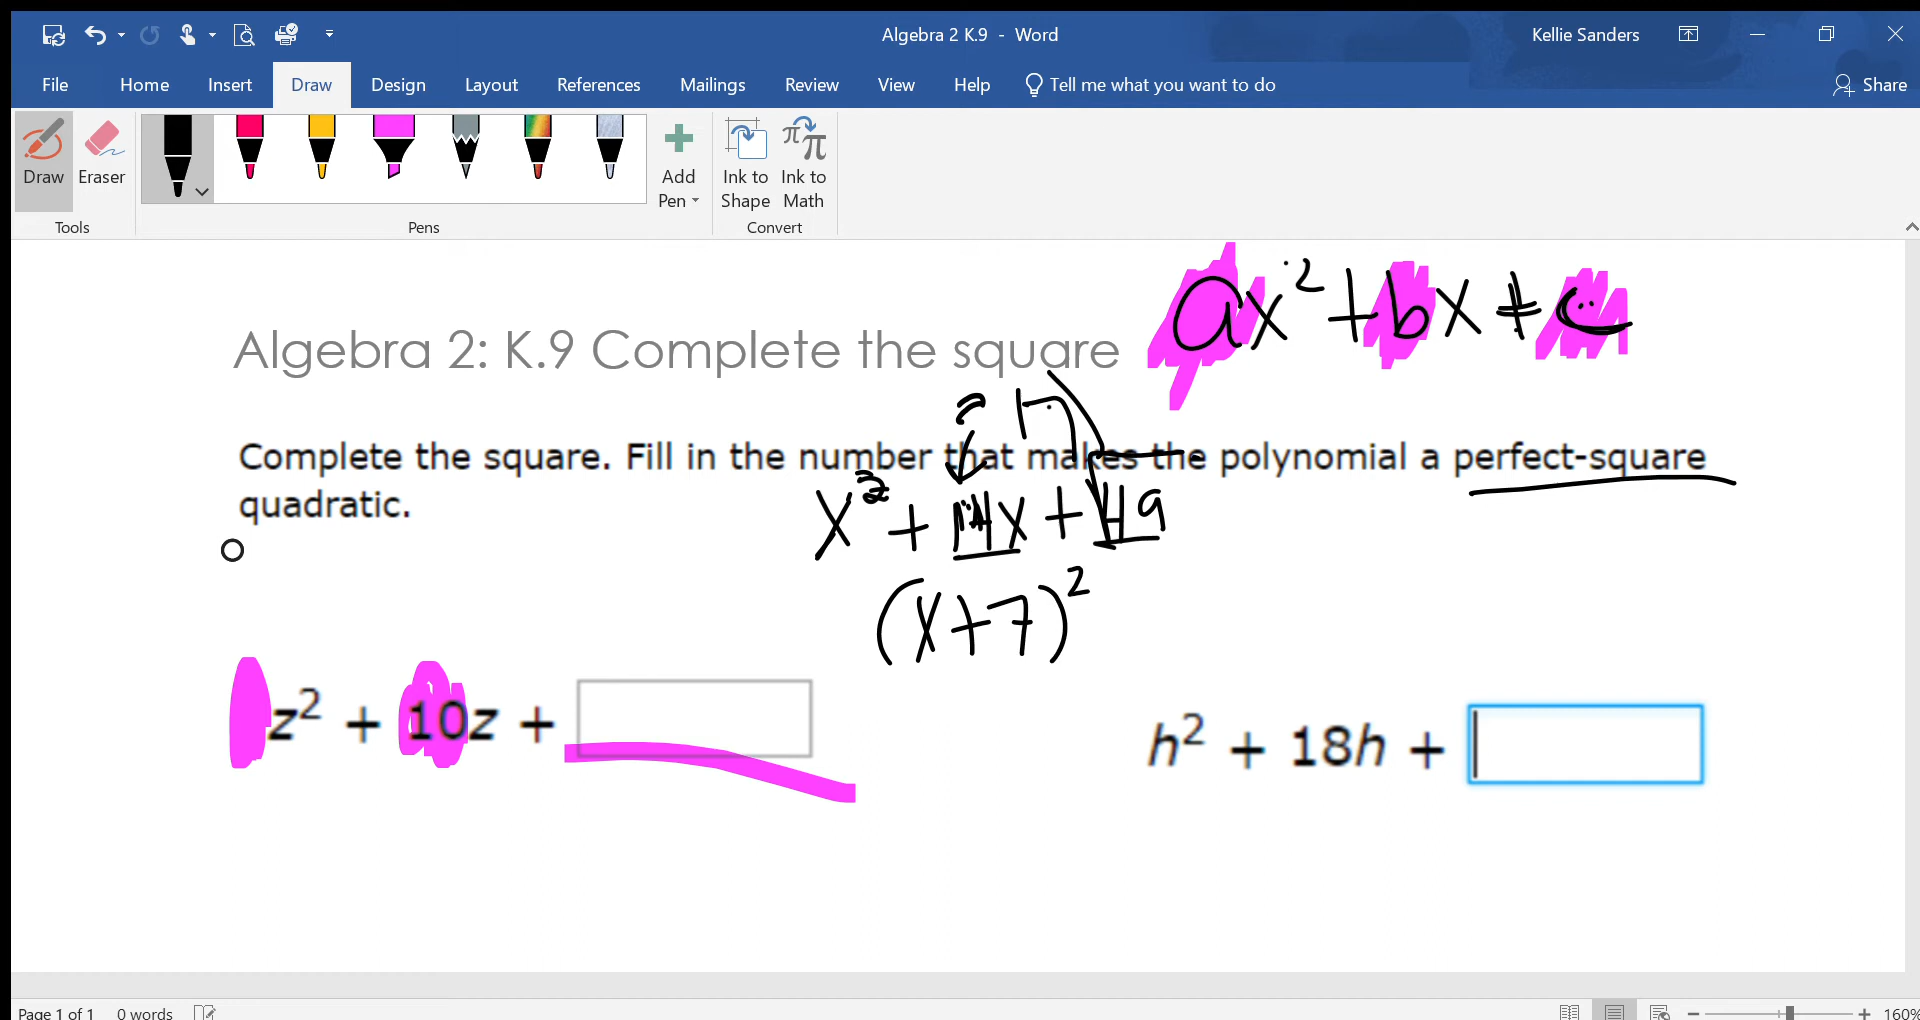 Algebra 2 K.9 - Word
Kellie Sanders
File Home Insert Draw Design Layout References Mailings Review View Help Tell me what you want to do
Share
Draw Eraser
Add Pen
Ink to Shape
Ink to Math
Tools Pens Convert
ax² + bx + c
Algebra 2: K.9 Complete the square
Complete the square. Fill in the number that makes the polynomial a perfect-square
quadratic.
x² + 14x + 49
(x+7)²
z² + 10z +
h² + 18h +
Page 1 of 1 0 words
160%